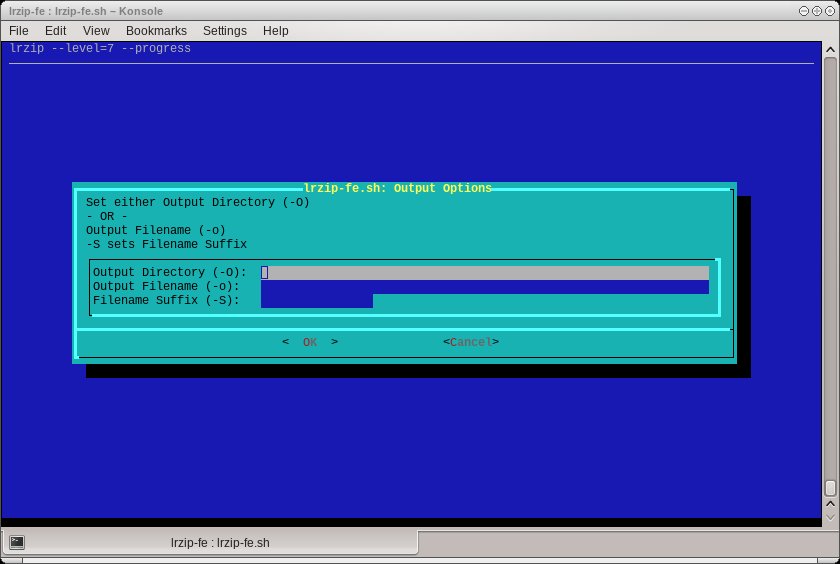 lrzip-fe : lrzip-fe.sh – Konsole
File Edit View Bookmarks Settings Help
lrzip --level=7 --progress
lrzip-fe.sh: Output Options
Set either Output Directory (-O)
- OR -
Output Filename (-o)
-S sets Filename Suffix
Output Directory (-O):
Output Filename (-o):
Filename Suffix (-S):
< OK > <Cancel>
lrzip-fe : lrzip-fe.sh